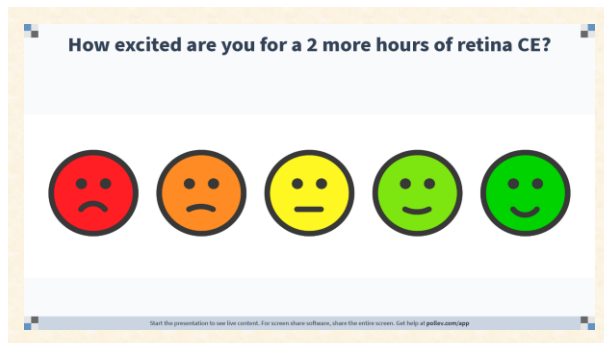 How excited are you for a 2 more hours of retina CE?
Start the presentation to see live content. For screen share software, share the entire screen. Get help at pollev.com/app